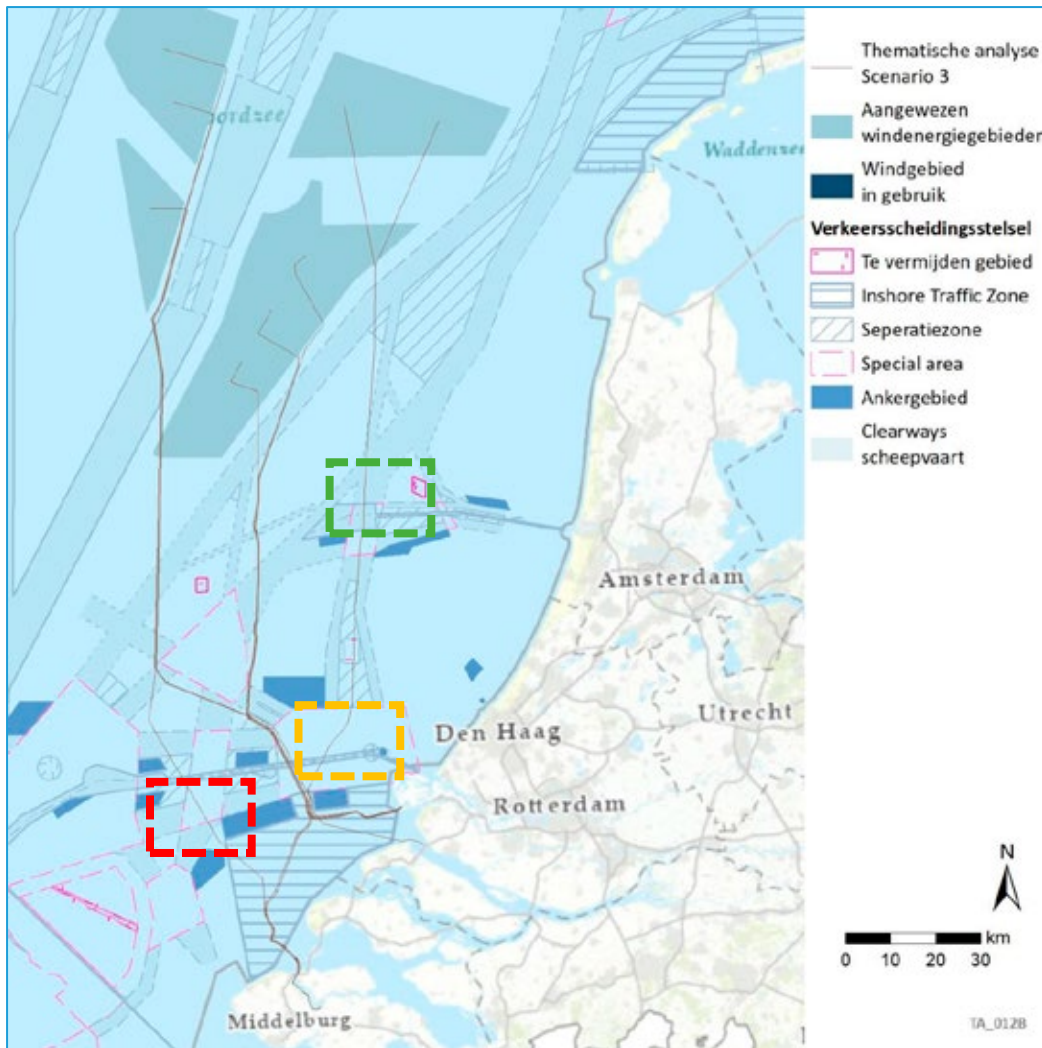 Thematische analyse
Scenario 3
Aangewezen
windenergiegebieden
Windgebied
in gebruik
Verkeersscheidingsstelsel
Te vermijden gebied
Inshore Traffic Zone
Seperatiezone
Special area
Ankergebied
Clearways
scheepvaart
ordzee
Waddenzee
Amsterdam
Utrecht
Den Haag
Rotterdam
Middelburg
N
km
0 10 20 30
TA_012B